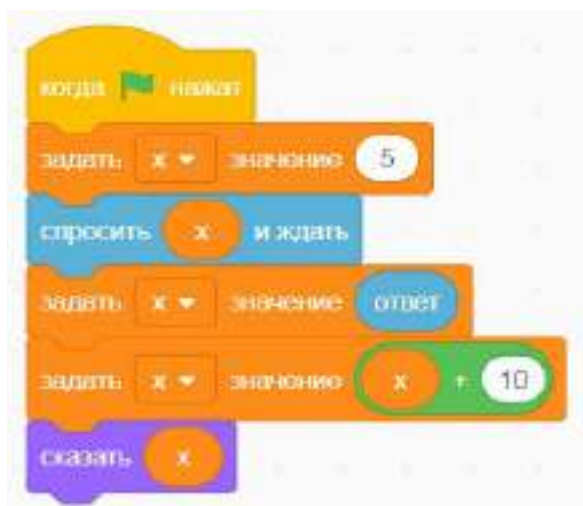 когда нажат
задать x значение 5
спросить x и ждать
задать x значение ответ
задать x значение x + 10
сказать x